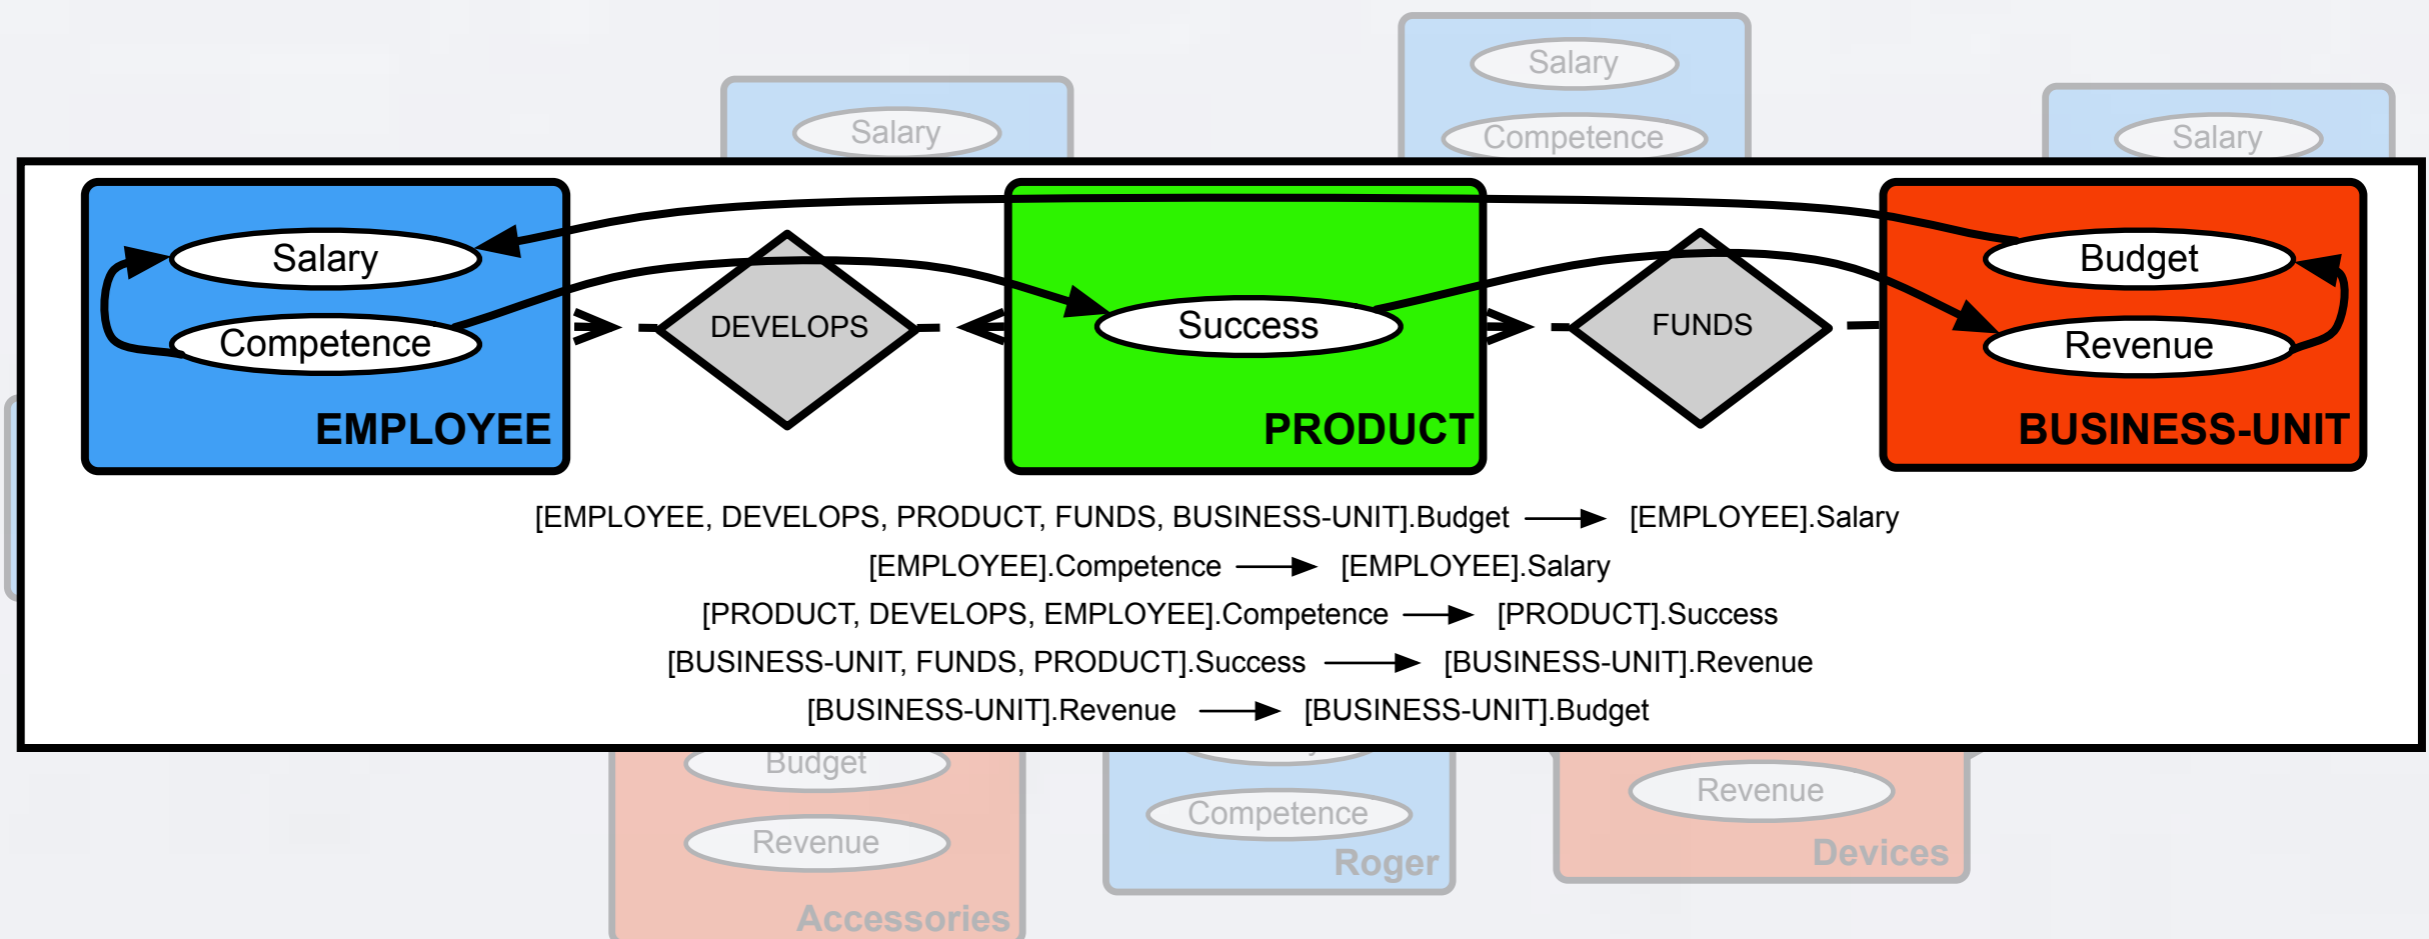 Salary
Salary
Competence
Salary
Salary
Competence
EMPLOYEE
DEVELOPS
Success
PRODUCT
FUNDS
Budget
Revenue
BUSINESS-UNIT
[EMPLOYEE, DEVELOPS, PRODUCT, FUNDS, BUSINESS-UNIT].Budget → [EMPLOYEE].Salary
[EMPLOYEE].Competence → [EMPLOYEE].Salary
[PRODUCT, DEVELOPS, EMPLOYEE].Competence → [PRODUCT].Success
[BUSINESS-UNIT, FUNDS, PRODUCT].Success → [BUSINESS-UNIT].Revenue
[BUSINESS-UNIT].Revenue → [BUSINESS-UNIT].Budget
Budget
Revenue
Accessories
Competence
Roger
Revenue
Devices